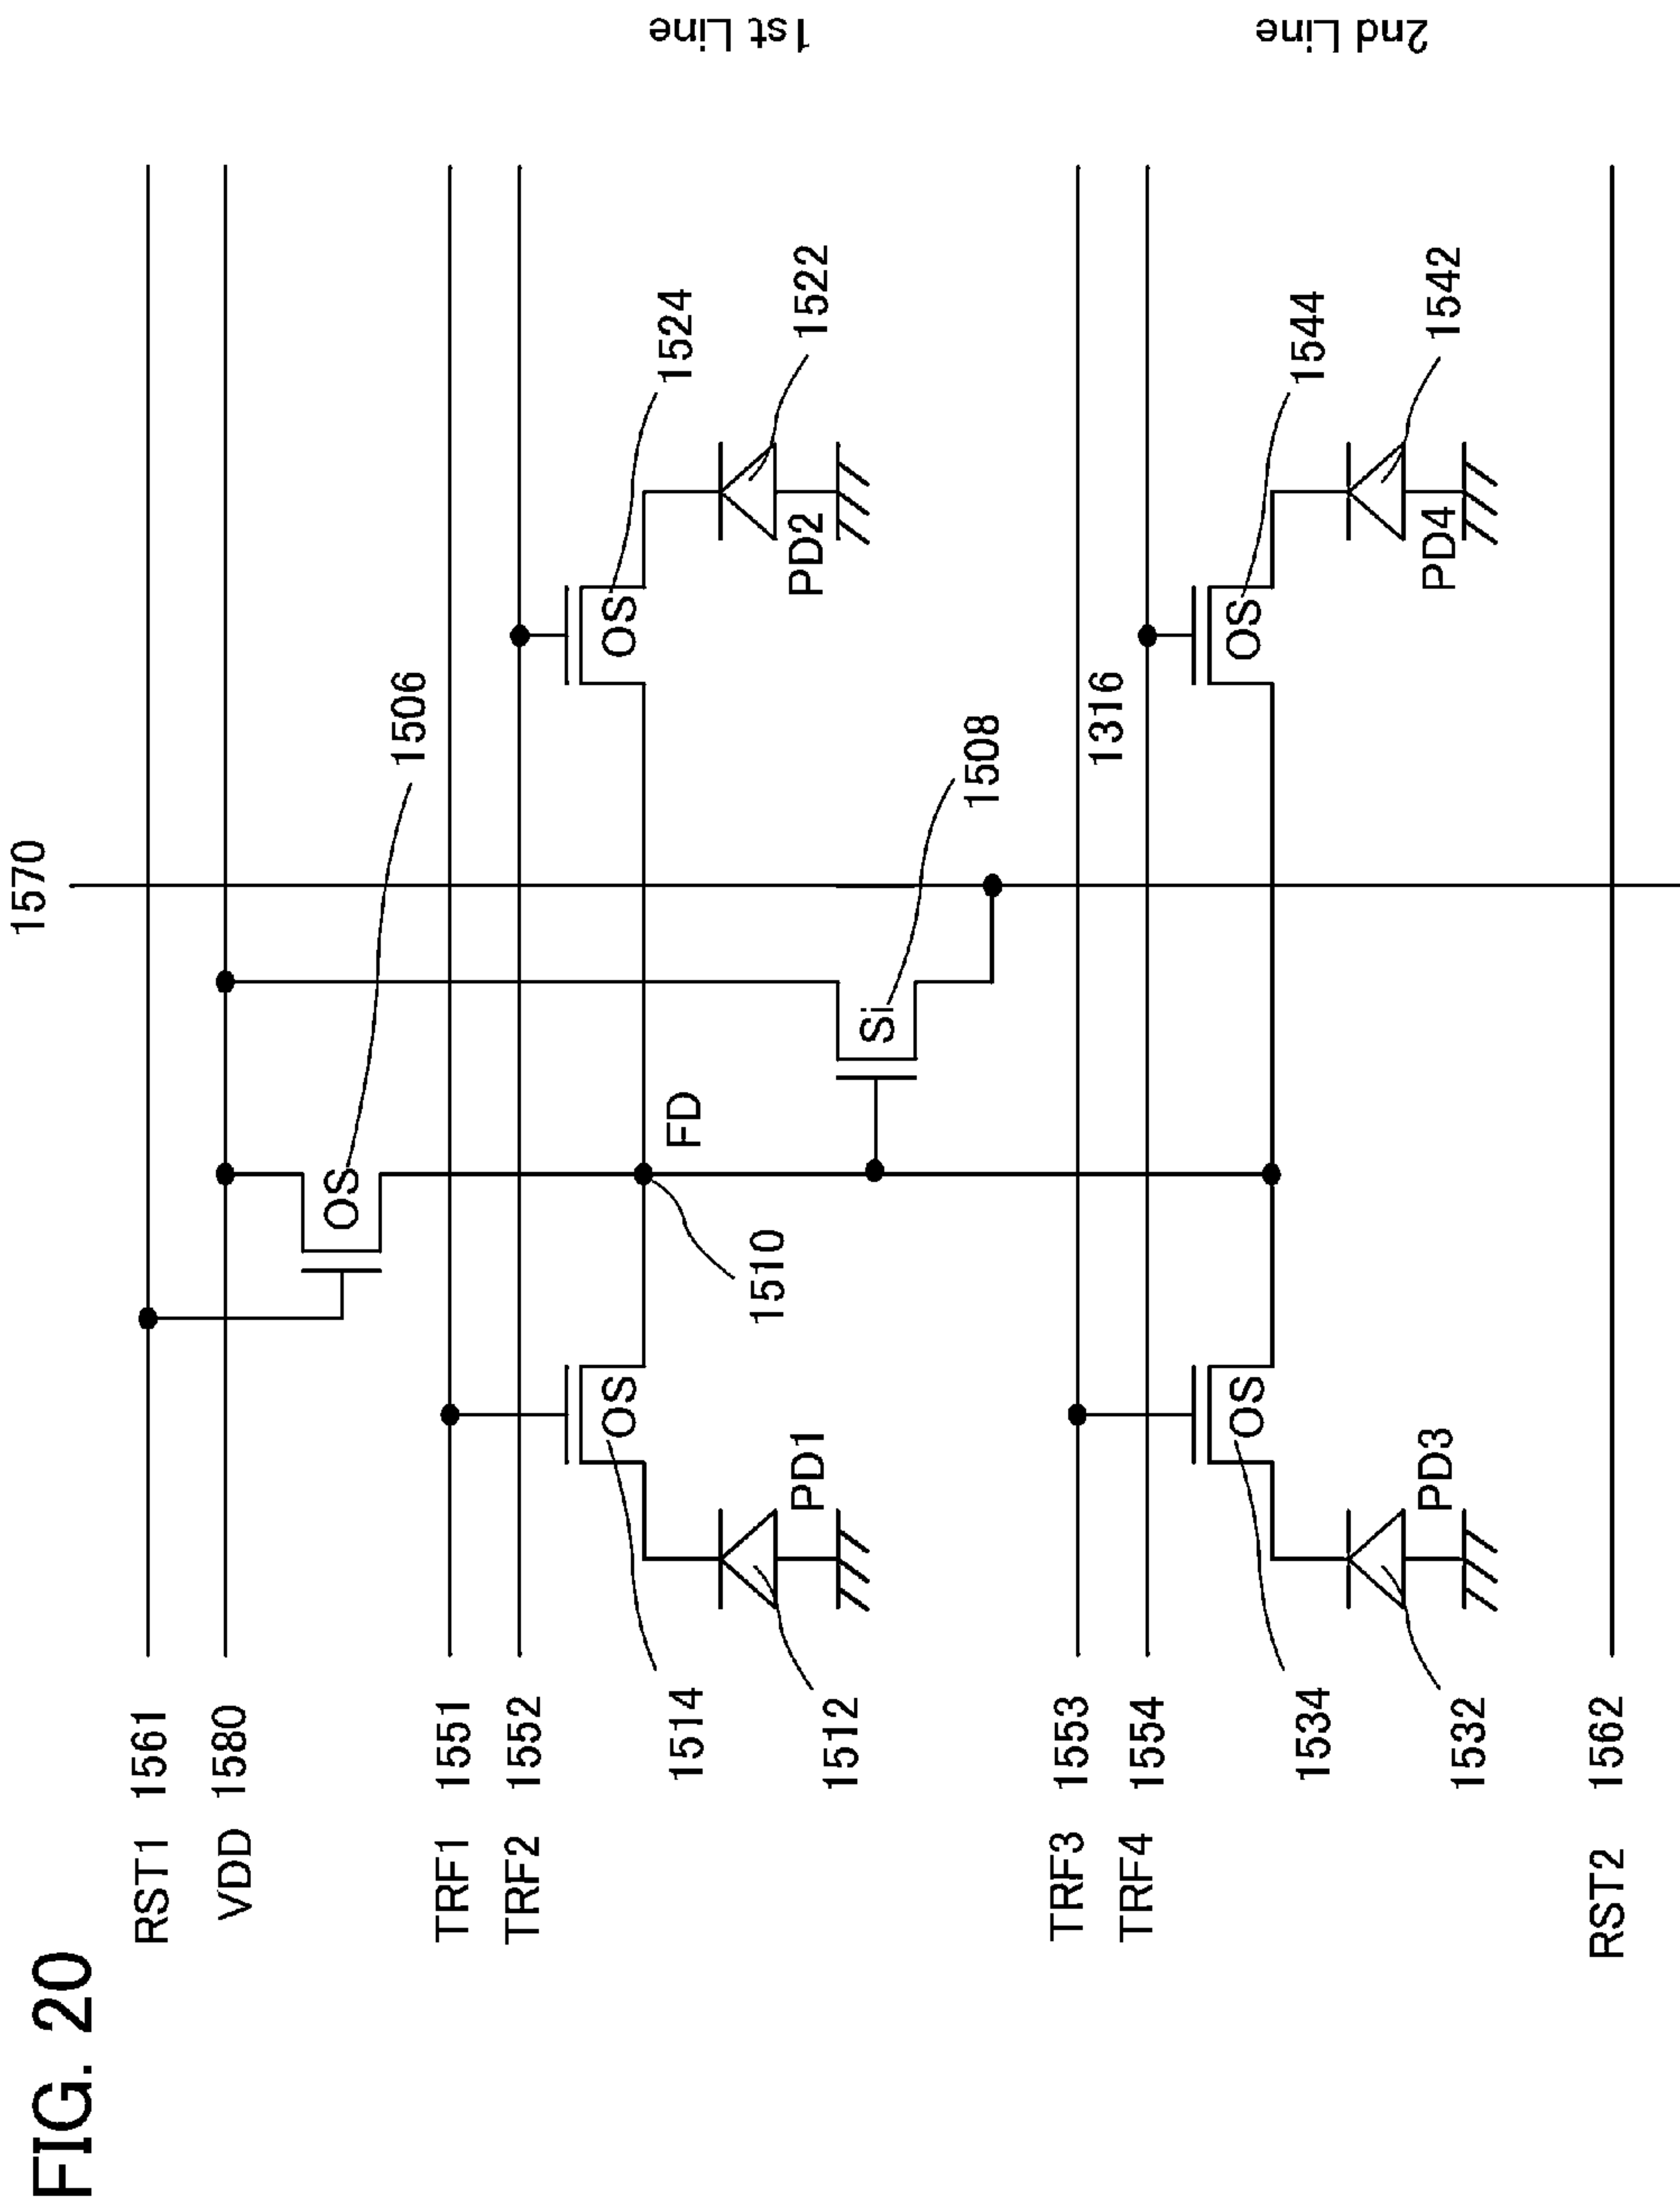 FIG. 20
1570
RST1 1561
VDD 1580
OS
1506
TRF1 1551
TRF2 1552
1514
OS
FD
OS
1524
1st Line
1510
1512
PD1
Si
1508
PD2
1522
TRF3 1553
TRF4 1554
1316
1534
OS
OS
1544
2nd Line
1532
PD3
PD4
1542
RST2 1562